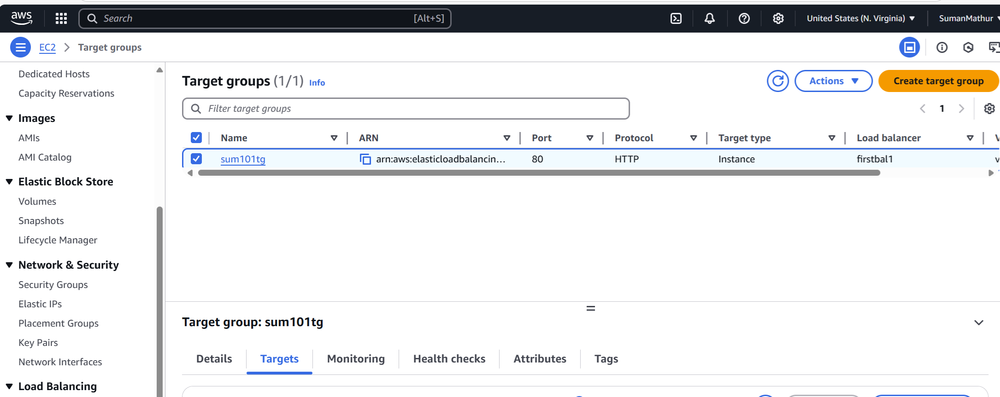 aws
Search [Alt+S]
United States (N. Virginia)
SumanMathur
EC2 Target groups
Dedicated Hosts
Capacity Reservations
Images
AMIs
AMI Catalog
Elastic Block Store
Volumes
Snapshots
Lifecycle Manager
Network & Security
Security Groups
Elastic IPs
Placement Groups
Key Pairs
Network Interfaces
Load Balancing
Target groups (1/1) Info
Actions
Create target group
Filter target groups
1
Name ARN Port Protocol Target type Load balancer
sum101tg arn:aws:elasticloadbalancin... 80 HTTP Instance firstbal1
Target group: sum101tg
Details Targets Monitoring Health checks Attributes Tags